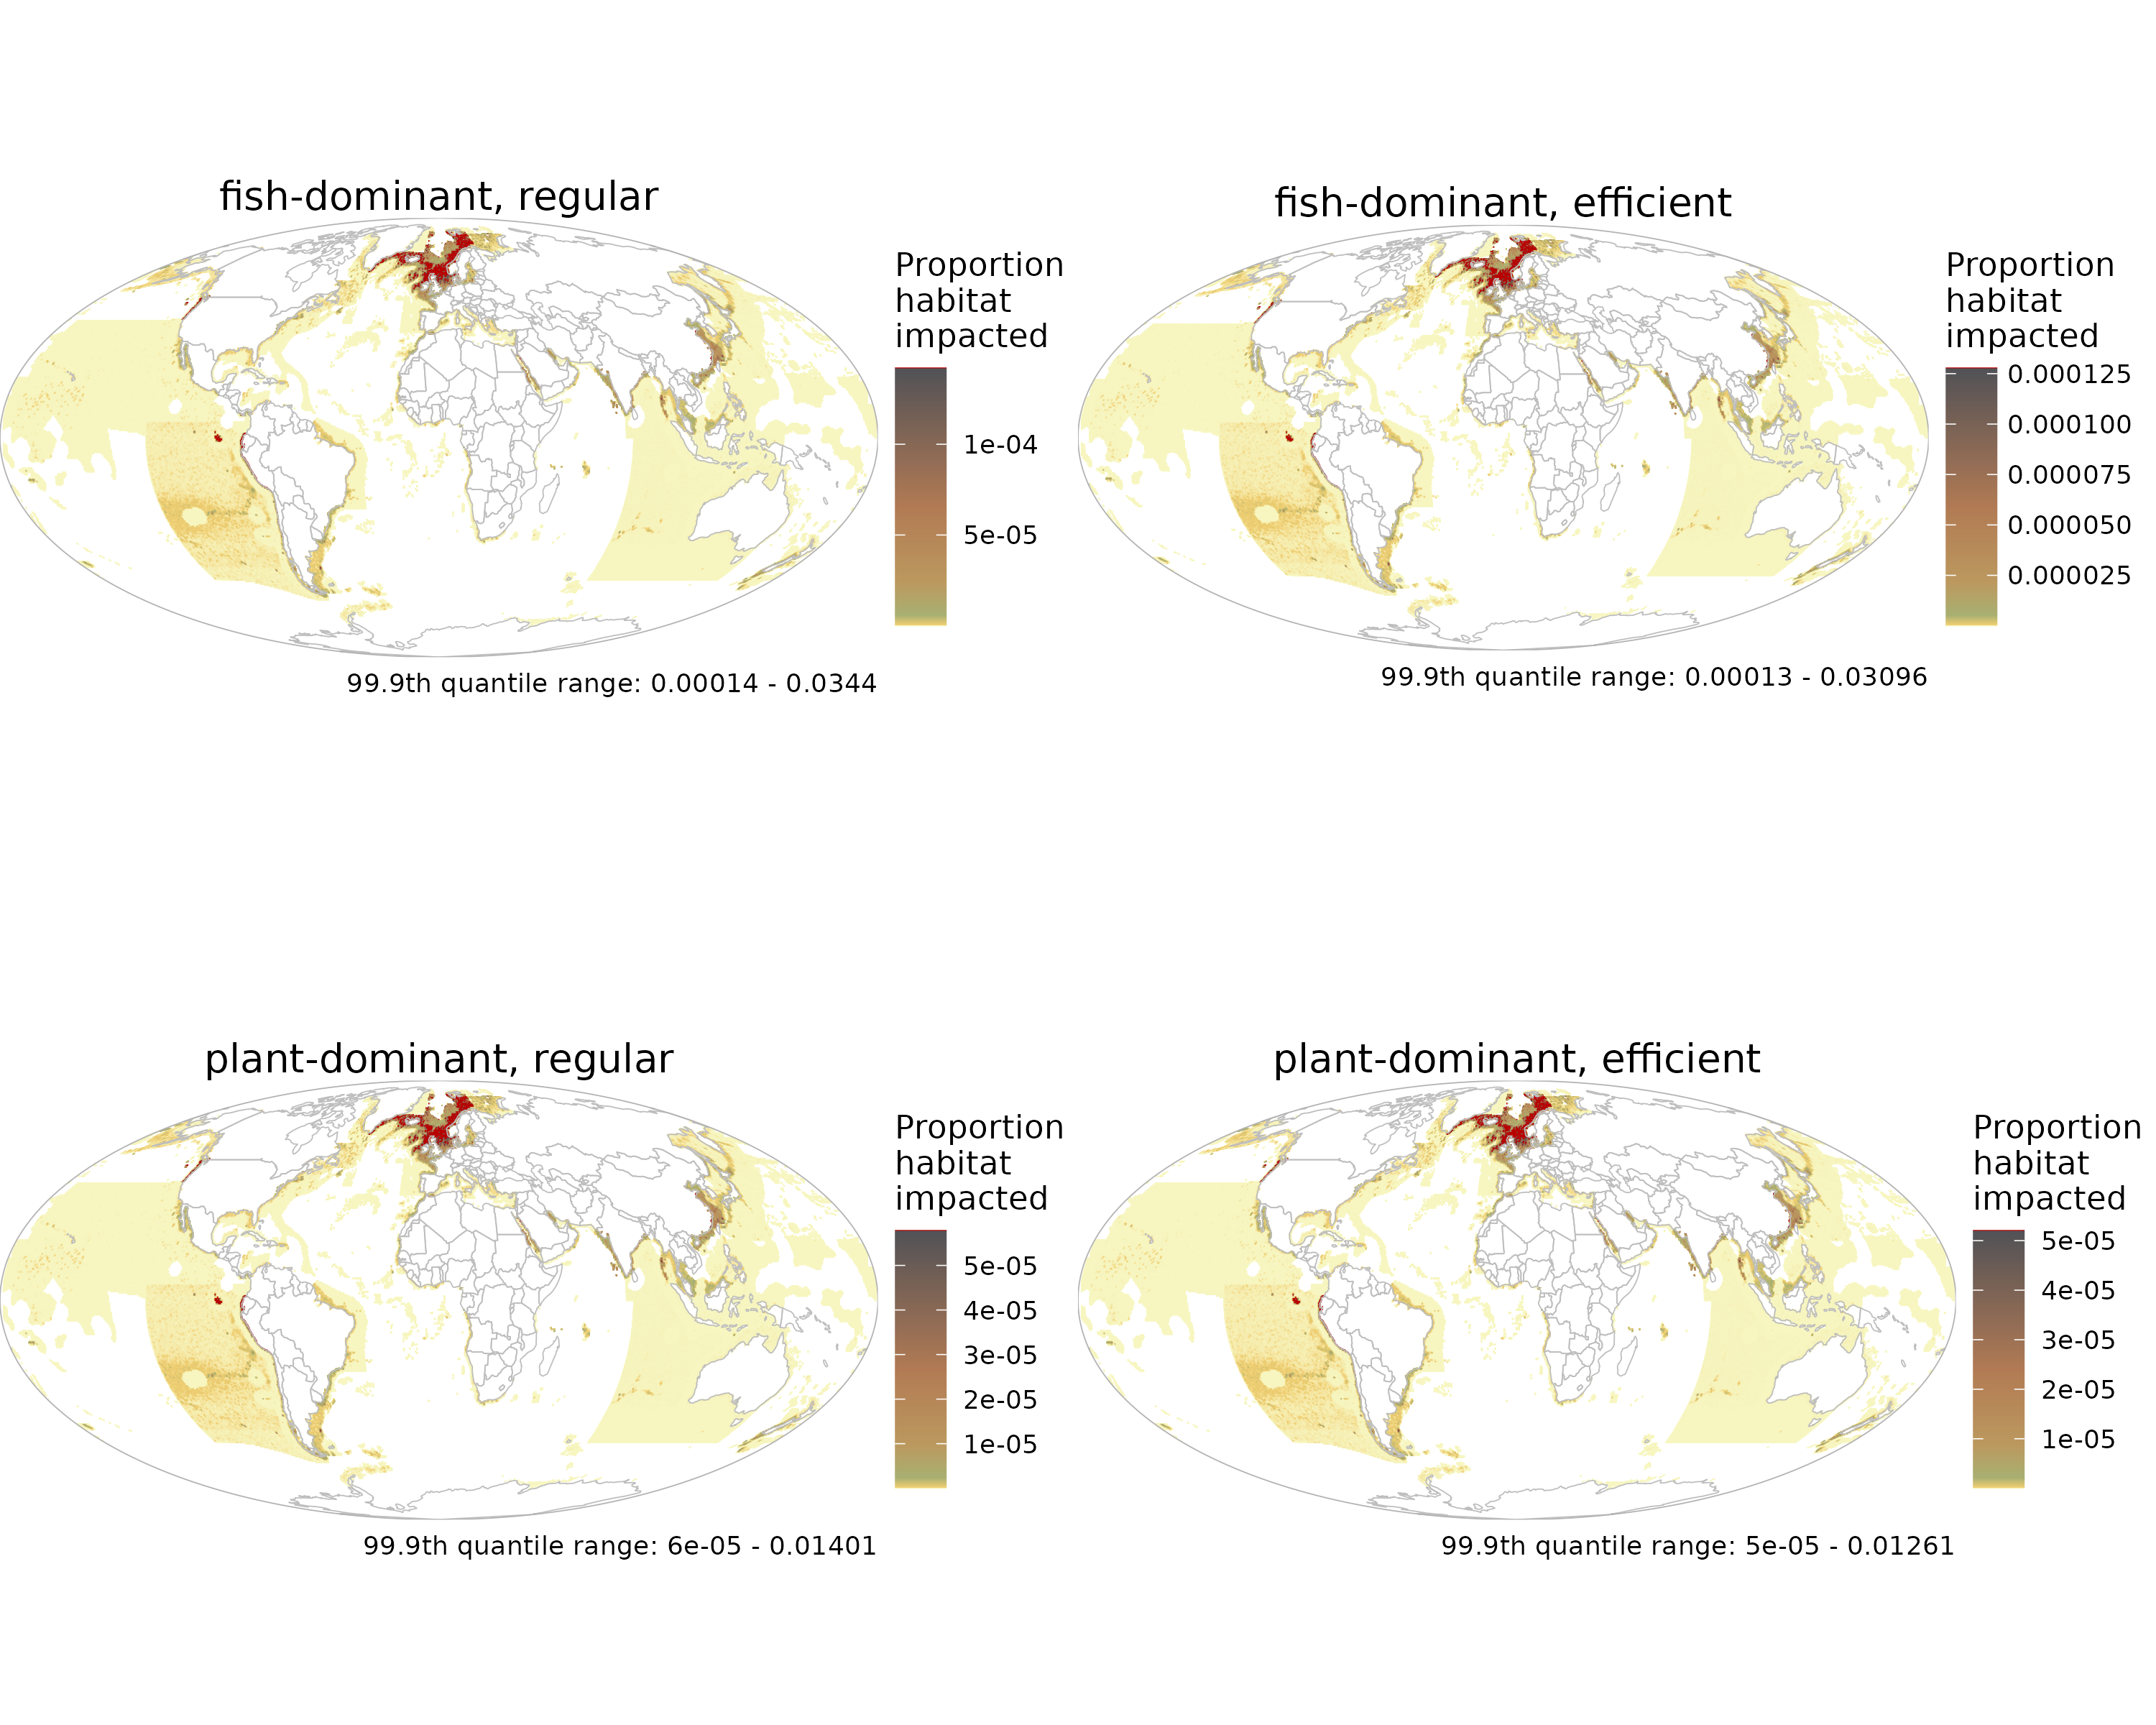 fish-dominant, regular
Proportion
habitat
impacted
1e-04
5e-05
99.9th quantile range: 0.00014 - 0.0344
fish-dominant, efficient
Proportion
habitat
impacted
0.000125
0.000100
0.000075
0.000050
0.000025
99.9th quantile range: 0.00013 - 0.03096
plant-dominant, regular
Proportion
habitat
impacted
5e-05
4e-05
3e-05
2e-05
1e-05
99.9th quantile range: 6e-05 - 0.01401
plant-dominant, efficient
Proportion
habitat
impacted
5e-05
4e-05
3e-05
2e-05
1e-05
99.9th quantile range: 5e-05 - 0.01261